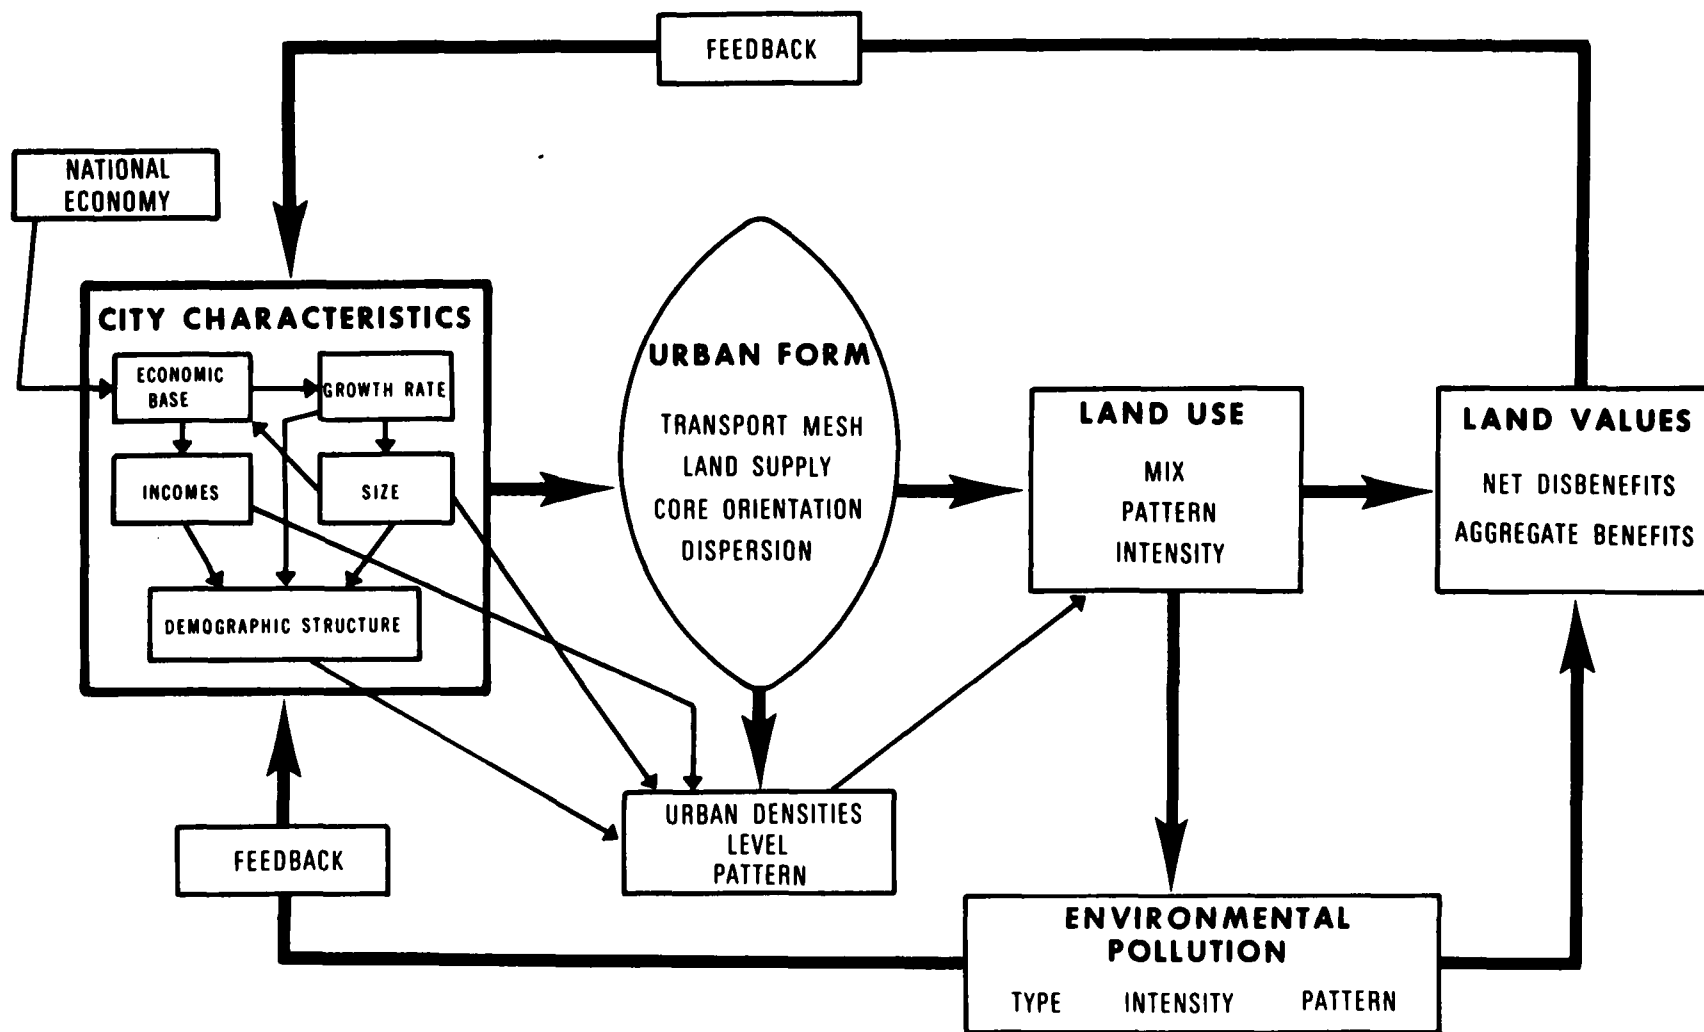 FEEDBACK
NATIONAL
ECONOMY
CITY CHARACTERISTICS
ECONOMIC
BASE
GROWTH RATE
INCOMES
SIZE
DEMOGRAPHIC STRUCTURE
URBAN FORM
TRANSPORT MESH
LAND SUPPLY
CORE ORIENTATION
DISPERSION
LAND USE
MIX
PATTERN
INTENSITY
LAND VALUES
NET DISBENEFITS
AGGREGATE BENEFITS
URBAN DENSITIES
LEVEL
PATTERN
FEEDBACK
ENVIRONMENTAL
POLLUTION
TYPE INTENSITY PATTERN